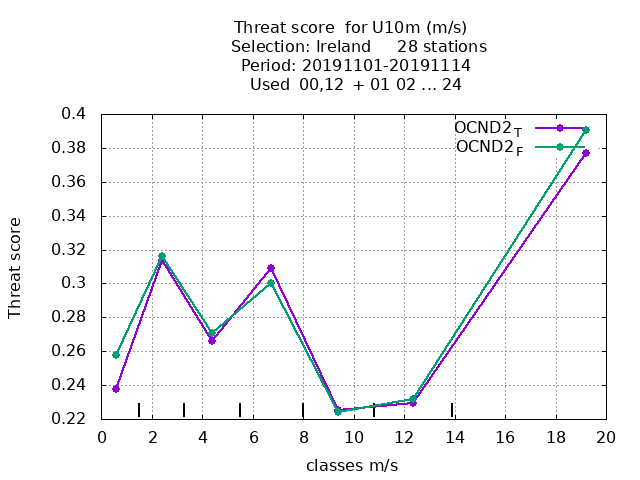 Threat score  for U10m (m/s)
Selection: Ireland     28 stations
Period: 20191101-20191114
Used  00,12  + 01 02 ... 24
0.4
0.38
0.36
0.34
0.32
0.3
0.28
0.26
0.24
0.22
Threat score
OCND2T
OCND2F
0 2 4 6 8 10 12 14 16 18 20
classes m/s